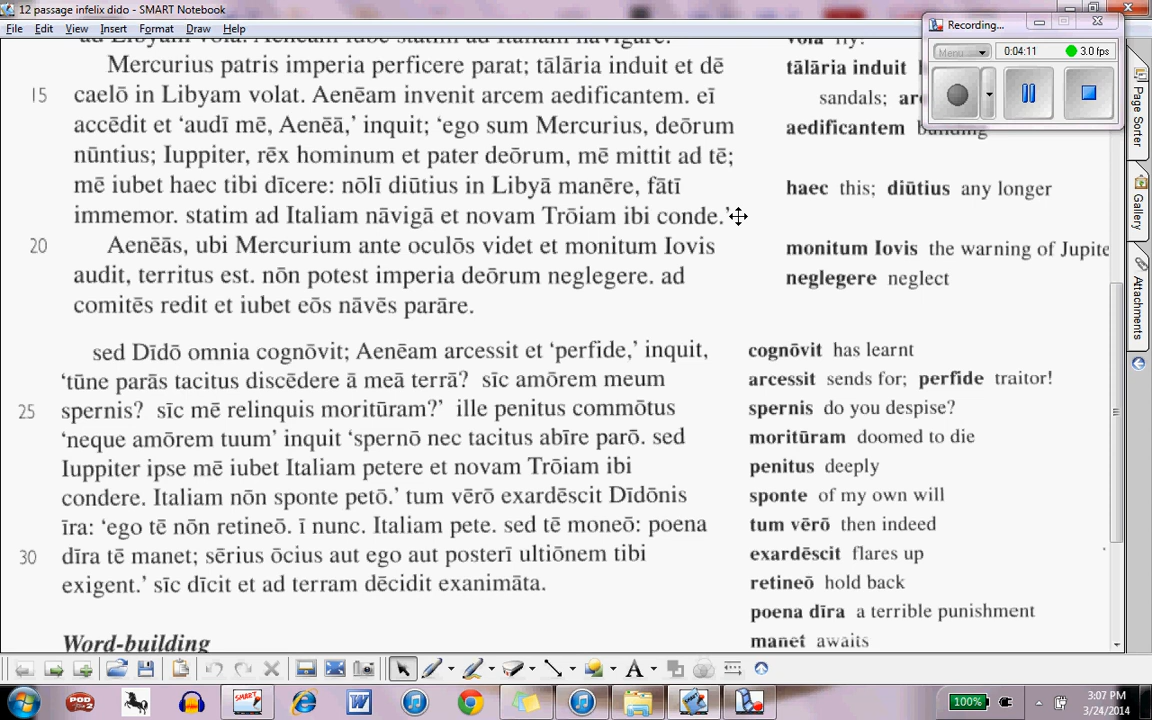 12 passage infelix dido - SMART Notebook
File Edit View Insert Format Draw Help
Recording...
Menu 0:04:11 3.0 fps
Mercurius patris imperia perficere parat; tālāria induit et dē
15 caelō in Libyam volat. Aenēam invenit arcem aedificantem. eī
accēdit et ‘audī mē, Aenēā,’ inquit; ‘ego sum Mercurius, deōrum
nūntius; Iuppiter, rēx hominum et pater deōrum, mē mittit ad tē;
mē iubet haec tibi dīcere: nōlī diūtius in Libyā manēre, fātī
immemor. statim ad Italiam nāvigā et novam Trōiam ibi conde.’
20 Aenēās, ubi Mercurium ante oculōs videt et monitum Iovis
audit, territus est. nōn potest imperia deōrum neglegere. ad
comitēs redit et iubet eōs nāvēs parāre.
sed Dīdō omnia cognōvit; Aenēam arcessit et ‘perfide,’ inquit,
‘tūne parās tacitus discēdere ā meā terrā? sīc amōrem meum
25 spernis? sīc mē relinquis moritūram?’ ille penitus commōtus
‘neque amōrem tuum’ inquit ‘spernō nec tacitus abīre parō. sed
Iuppiter ipse mē iubet Italiam petere et novam Trōiam ibi
condere. Italiam nōn sponte petō.’ tum vērō exardēscit Dīdōnis
īra: ‘ego tē nōn retineō. ī nunc. Italiam pete. sed tē moneō: poena
30 dīra tē manet; sērius ōcius aut ego aut posterī ultiōnem tibi
exigent.’ sīc dīcit et ad terram dēcidit exanimāta.
Word-building
tālāria induit
sandals;
aedificantem building
haec this; diūtius any longer
monitum Iovis the warning of Jupite
neglegere neglect
cognōvit has learnt
arcessit sends for; perfide traitor!
spernis do you despise?
moritūram doomed to die
penitus deeply
sponte of my own will
tum vērō then indeed
exardēscit flares up
retineō hold back
poena dīra a terrible punishment
manet awaits
Page Sorter
Gallery
Attachments
100%
3:07 PM
3/24/2014